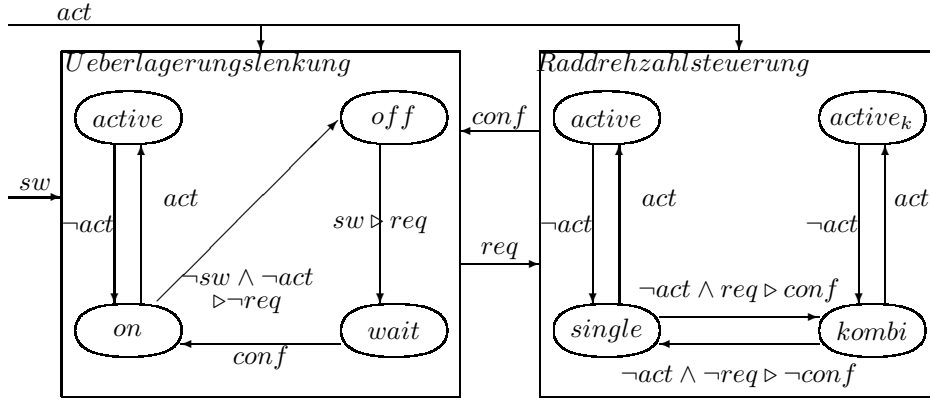 act
Ueberlagerungslenkung
Raddrehzahlsteuerung
active
off
conf
active
active_k
sw
¬act
act
sw ▷ req
¬act
act
¬act
act
req
¬sw ∧ ¬act
▷¬req
¬act ∧ req ▷ conf
on
conf
wait
single
kombi
¬act ∧ ¬req ▷ ¬conf